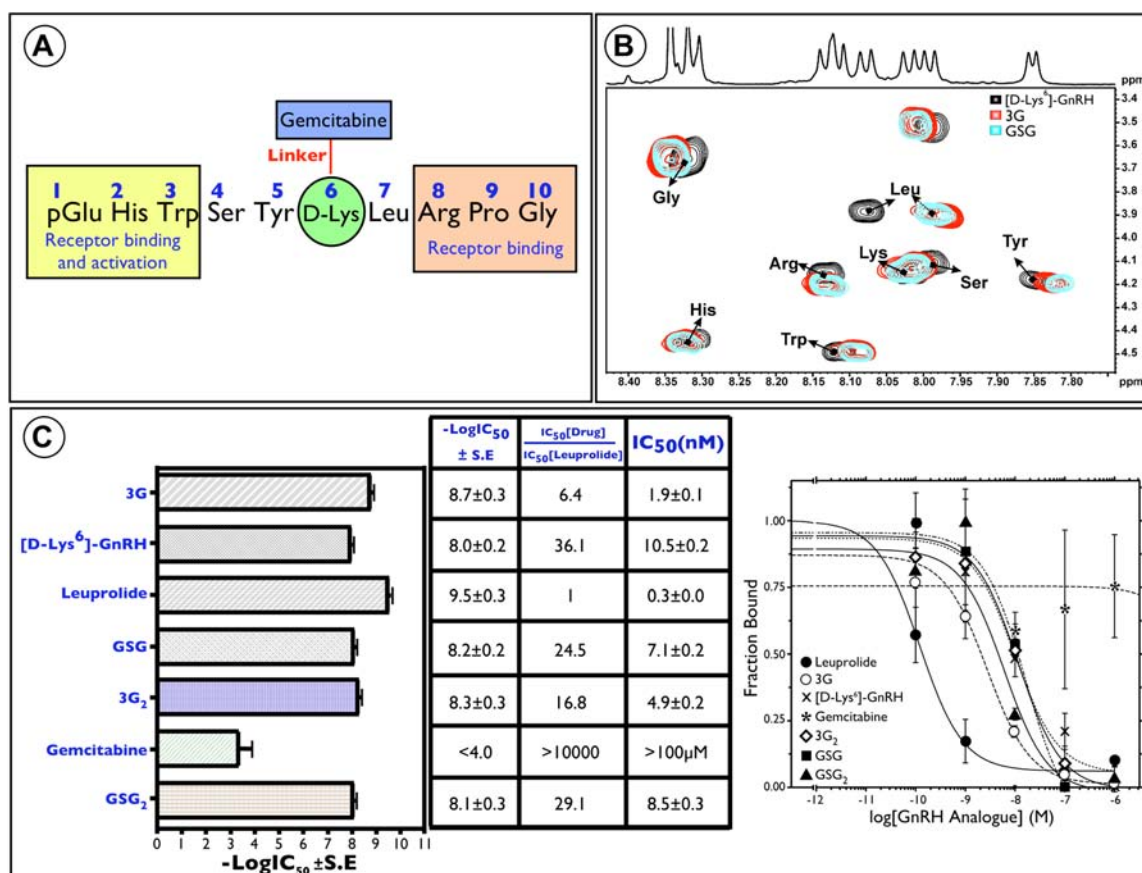 A
Gemcitabine
Linker
1 2 3 4 5 6 7 8 9 10
pGlu His Trp Ser Tyr D-Lys Leu Arg Pro Gly
Receptor binding
and activation
Receptor binding
B
ppm
[D-Lys6]-GnRH
3G
GSG
3.4
3.5
3.6
3.7
3.8
3.9
4.0
4.1
4.2
4.3
4.4
4.5
Gly
Leu
Arg
Lys
Ser
Tyr
His
Trp
8.40 8.30 8.20 8.10 8.07 8.00 7.95 7.90 7.80 ppm
C
3G
[D-Lys6]-GnRH
Leuprolide
GSG
3G2
Gemcitabine
GSG2
0 1 2 3 4 5 6 7 8 9 10 11
-LogIC50 ±S.E
-LogIC50 ± S.E IC50[Drug] IC50[Leuprolide] IC50(nM)
8.7±0.3 6.4 1.9±0.1
8.0±0.2 36.1 10.5±0.2
9.5±0.3 1 0.3±0.0
8.2±0.2 24.5 7.1±0.2
8.3±0.3 16.8 4.9±0.2
<4.0 >10000 >100µM
8.1±0.3 29.1 8.5±0.3
Fraction Bound
1.00
0.75
0.50
0.25
0.00
Leuprolide
3G
[D-Lys6]-GnRH
Gemcitabine
3G2
GSG
GSG2
-12 -11 -10 -9 -8 -7 -6
log[GnRH Analogue] (M)